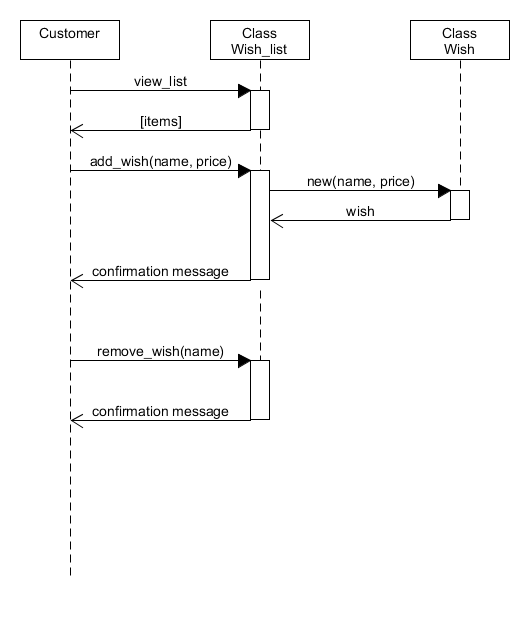 Customer
Class
Wish_list
Class
Wish
view_list
[items]
add_wish(name, price)
new(name, price)
wish
confirmation message
remove_wish(name)
confirmation message